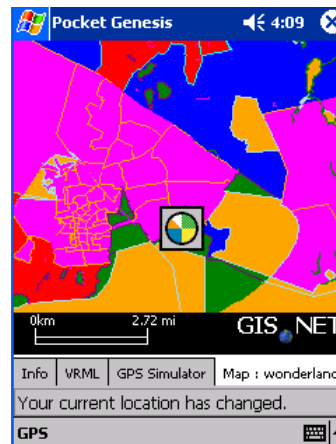 Pocket Genesis 4:09
0km 2.72 mi GIS NET
Info VRML GPS Simulator Map : wonderland
Your current location has changed.
GPS